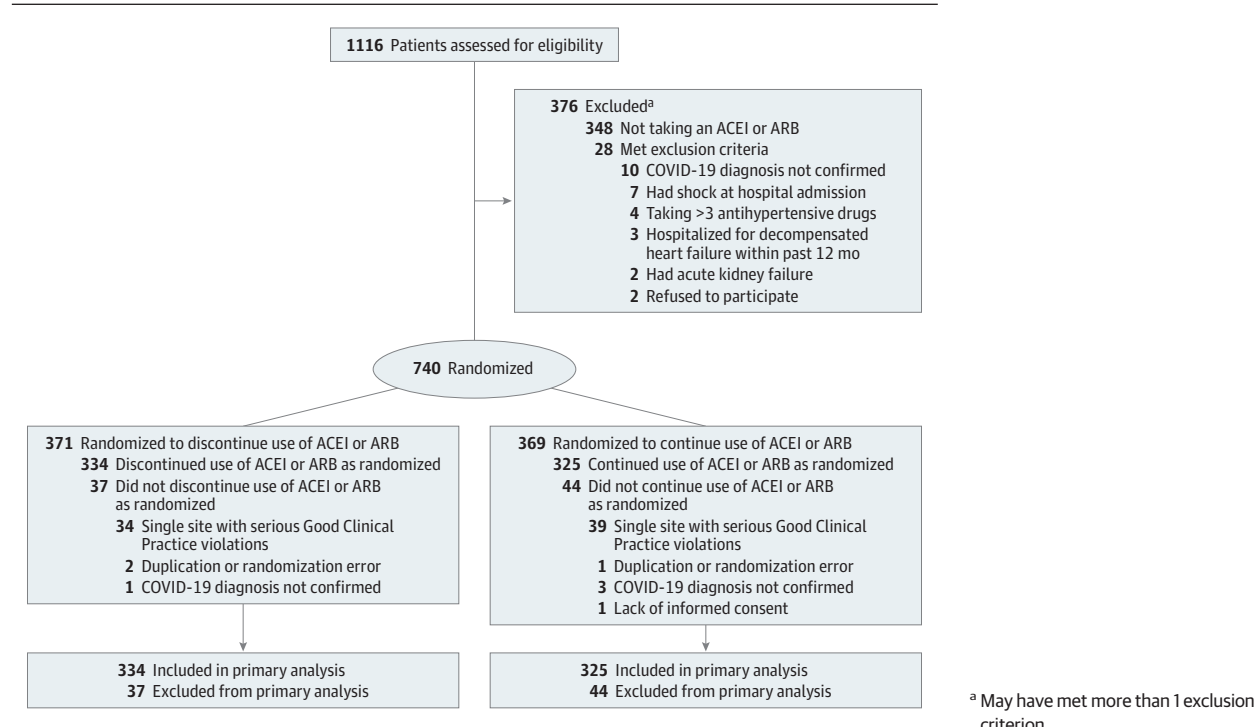 1116 Patients assessed for eligibility
376 Excludedᵃ
348 Not taking an ACEI or ARB
28 Met exclusion criteria
10 COVID-19 diagnosis not confirmed
7 Had shock at hospital admission
4 Taking >3 antihypertensive drugs
3 Hospitalized for decompensated
heart failure within past 12 mo
2 Had acute kidney failure
2 Refused to participate
740 Randomized
371 Randomized to discontinue use of ACEI or ARB
334 Discontinued use of ACEI or ARB as randomized
37 Did not discontinue use of ACEI or ARB
as randomized
34 Single site with serious Good Clinical
Practice violations
2 Duplication or randomization error
1 COVID-19 diagnosis not confirmed
369 Randomized to continue use of ACEI or ARB
325 Continued use of ACEI or ARB as randomized
44 Did not continue use of ACEI or ARB
as randomized
39 Single site with serious Good Clinical
Practice violations
1 Duplication or randomization error
3 COVID-19 diagnosis not confirmed
1 Lack of informed consent
334 Included in primary analysis
37 Excluded from primary analysis
325 Included in primary analysis
44 Excluded from primary analysis
ᵃ May have met more than 1 exclusion
criterion